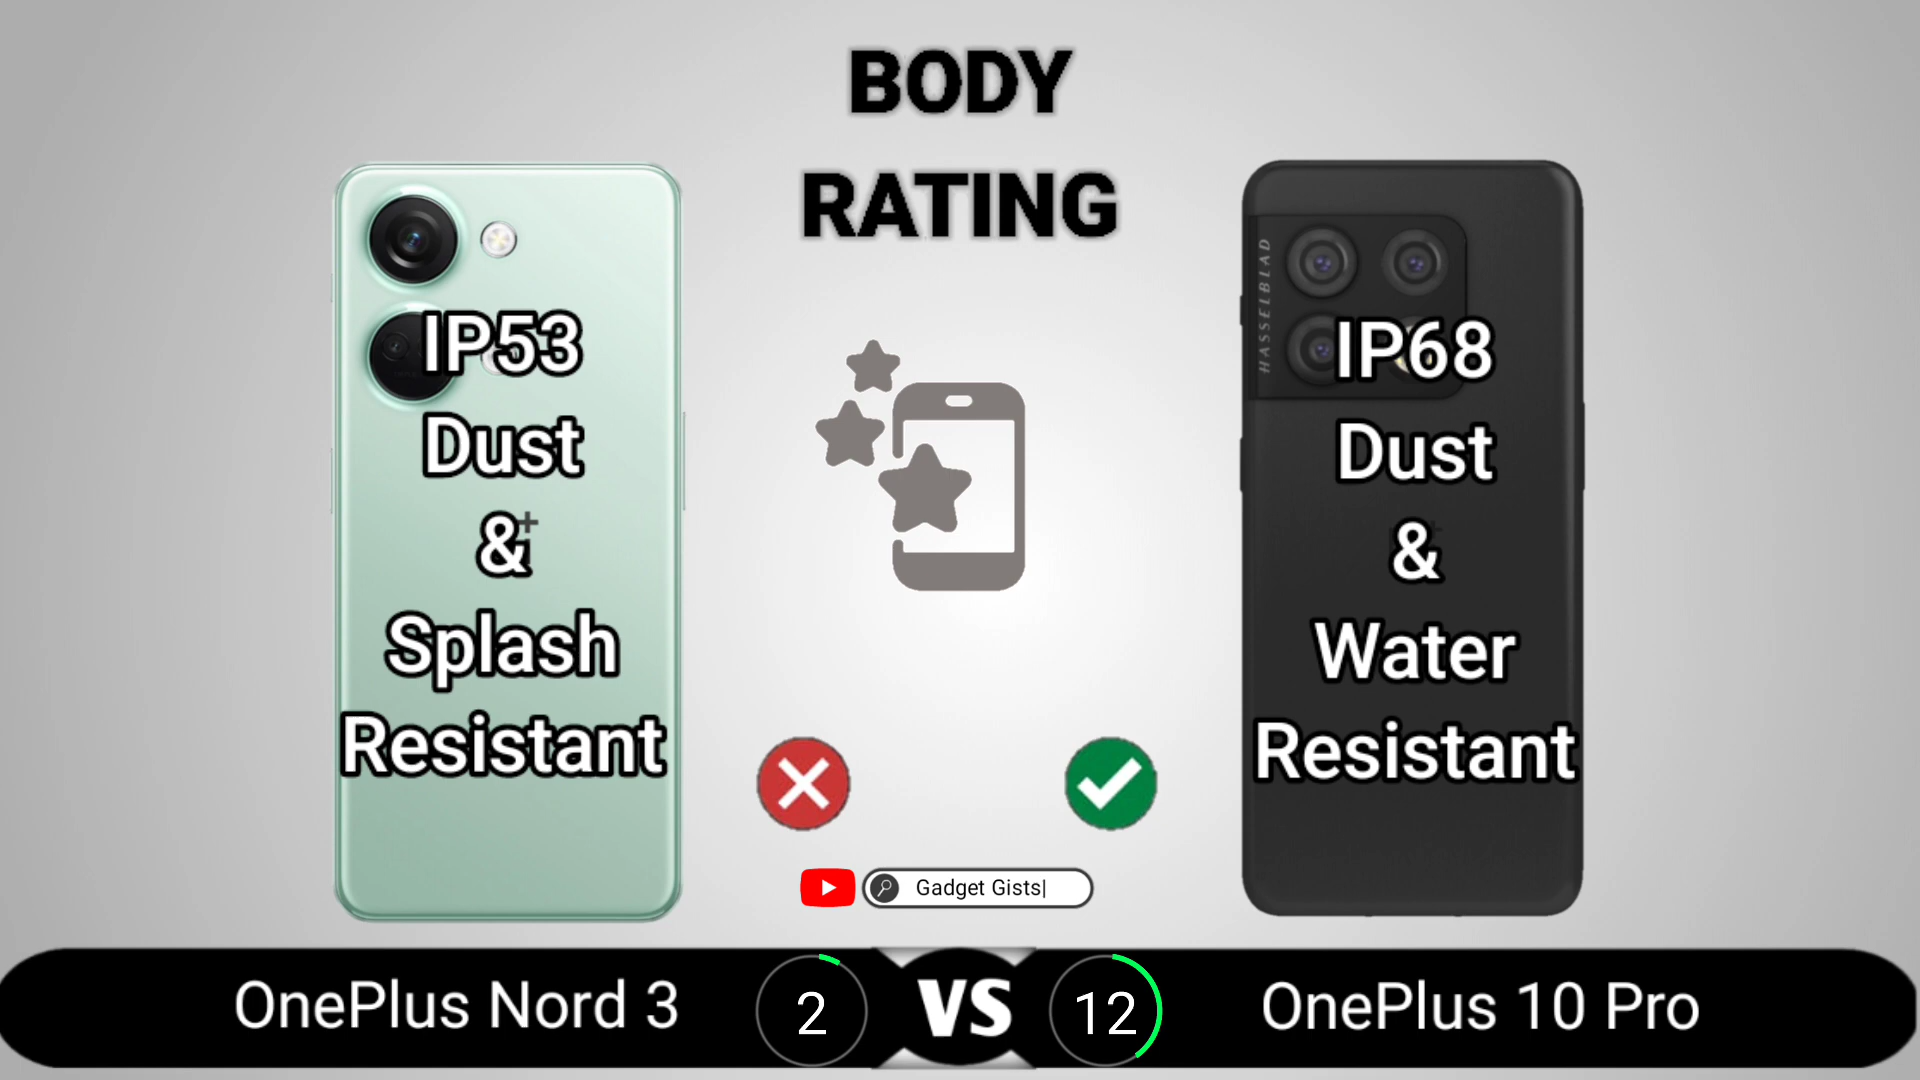 BODY
RATING
HASSELBLAD
IP53
Dust
&
Splash
Resistant
IP68
Dust
&
Water
Resistant
Gadget Gists|
OnePlus Nord 3
2
VS
12
OnePlus 10 Pro